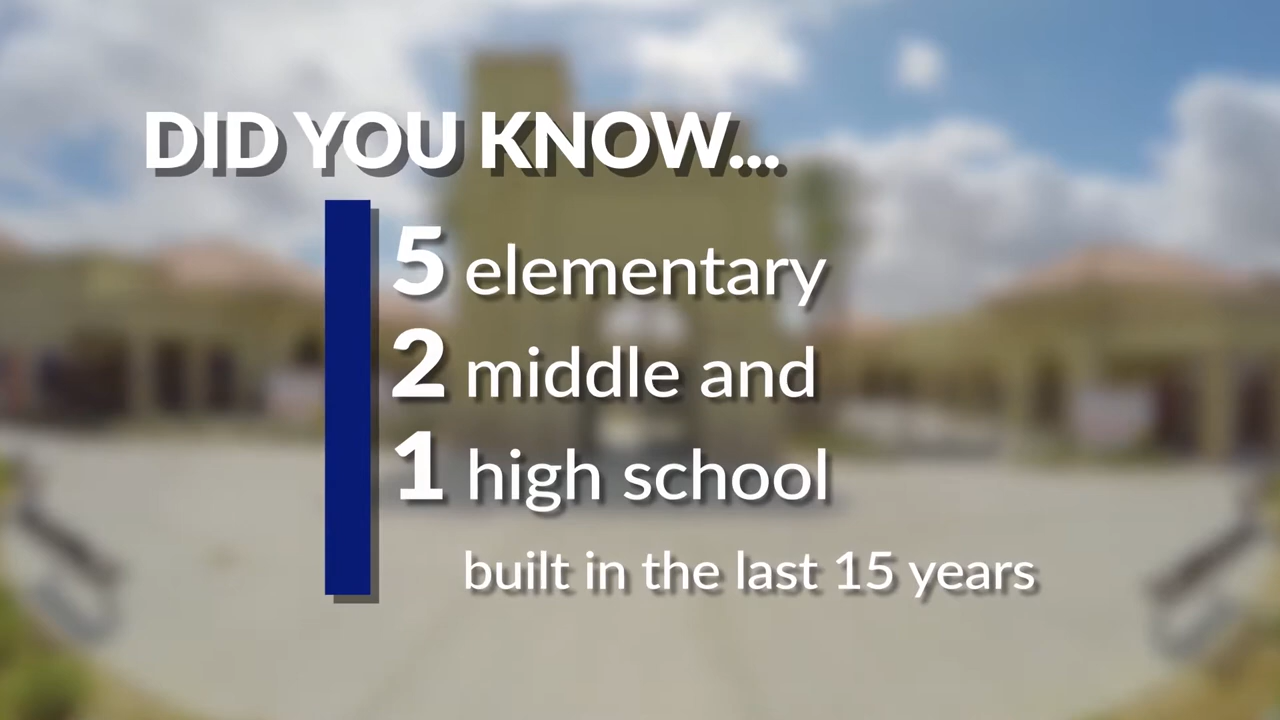 DID YOU KNOW...
5 elementary
2 middle and
1 high school
built in the last 15 years